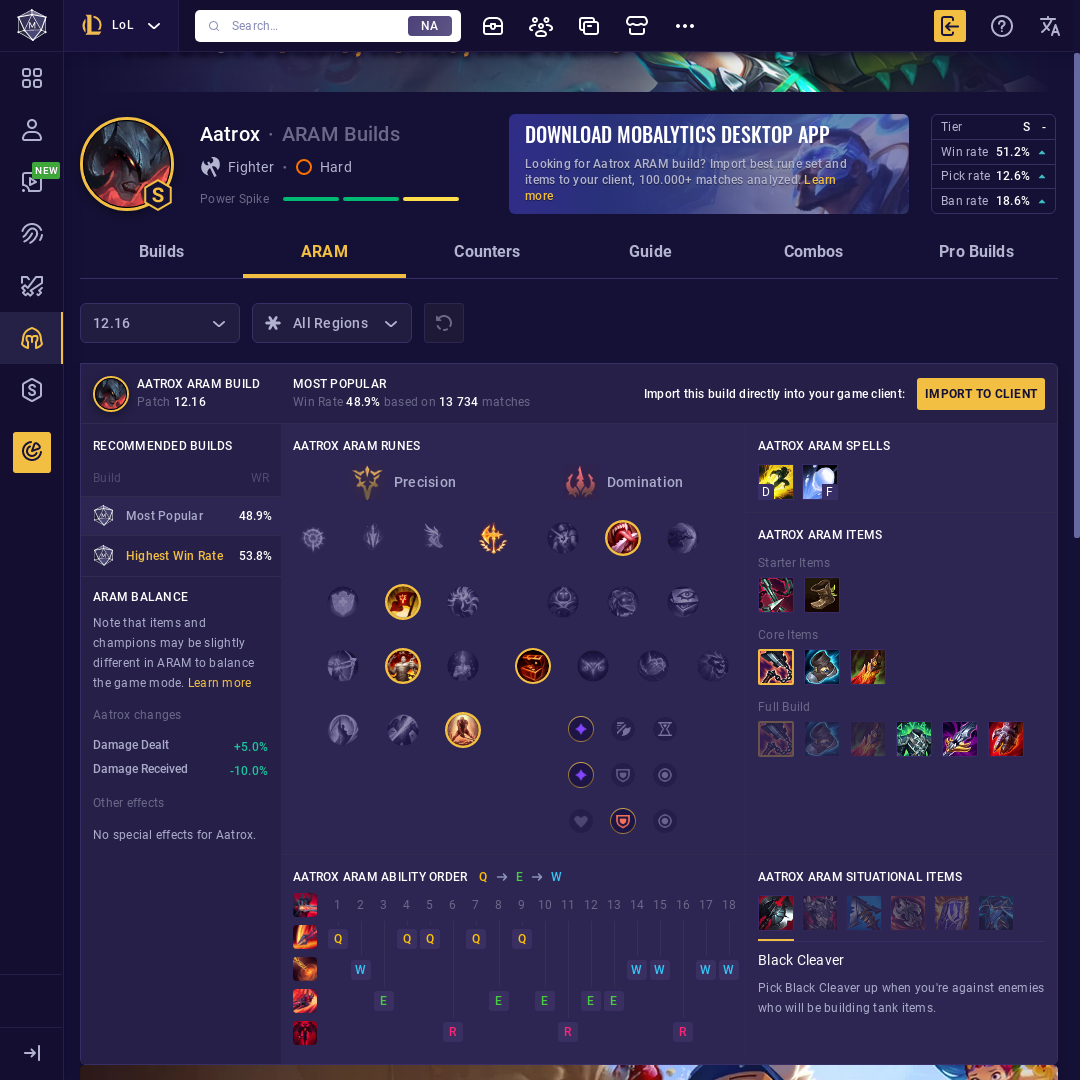 LoL
Search...
NA
NEW
Aatrox · ARAM Builds
Fighter · Hard
Power Spike
S
DOWNLOAD MOBALYTICS DESKTOP APP
Looking for Aatrox ARAM build? Import best rune set and
items to your client, 100.000+ matches analyzed. Learn
more
Tier S -
Win rate 51.2%
Pick rate 12.6%
Ban rate 18.6%
Builds
ARAM
Counters
Guide
Combos
Pro Builds
12.16
All Regions
AATROX ARAM BUILD
Patch 12.16
MOST POPULAR
Win Rate 48.9% based on 13 734 matches
Import this build directly into your game client:
IMPORT TO CLIENT
RECOMMENDED BUILDS
Build WR
Most Popular 48.9%
Highest Win Rate 53.8%
ARAM BALANCE
Note that items and
champions may be slightly
different in ARAM to balance
the game mode. Learn more
Aatrox changes
Damage Dealt +5.0%
Damage Received -10.0%
Other effects
No special effects for Aatrox.
AATROX ARAM RUNES
Precision
Domination
AATROX ARAM SPELLS
D F
AATROX ARAM ITEMS
Starter Items
Core Items
Full Build
AATROX ARAM ABILITY ORDER Q E W
1 2 3 4 5 6 7 8 9 10 11 12 13 14 15 16 17 18
Q Q Q Q Q
W W W W W
E E E E E
R R R
AATROX ARAM SITUATIONAL ITEMS
Black Cleaver
Pick Black Cleaver up when you're against enemies
who will be building tank items.